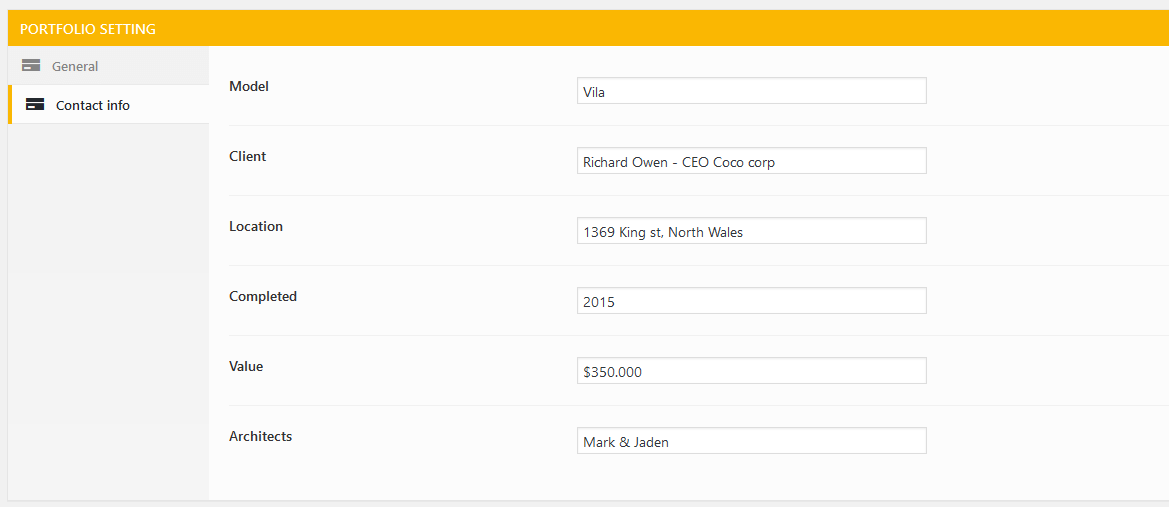 PORTFOLIO SETTING
General
Contact info
Model
Vila
Client
Richard Owen - CEO Coco corp
Location
1369 King st, North Wales
Completed
2015
Value
$350.000
Architects
Mark & Jaden